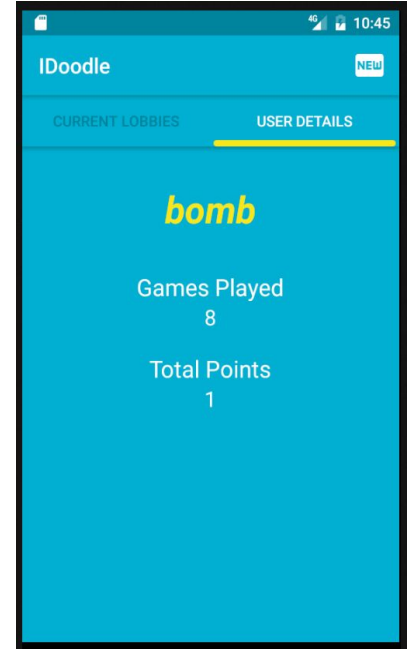 4G 10:45
IDoodle NEW
CURRENT LOBBIES USER DETAILS
bomb
Games Played
8
Total Points
1